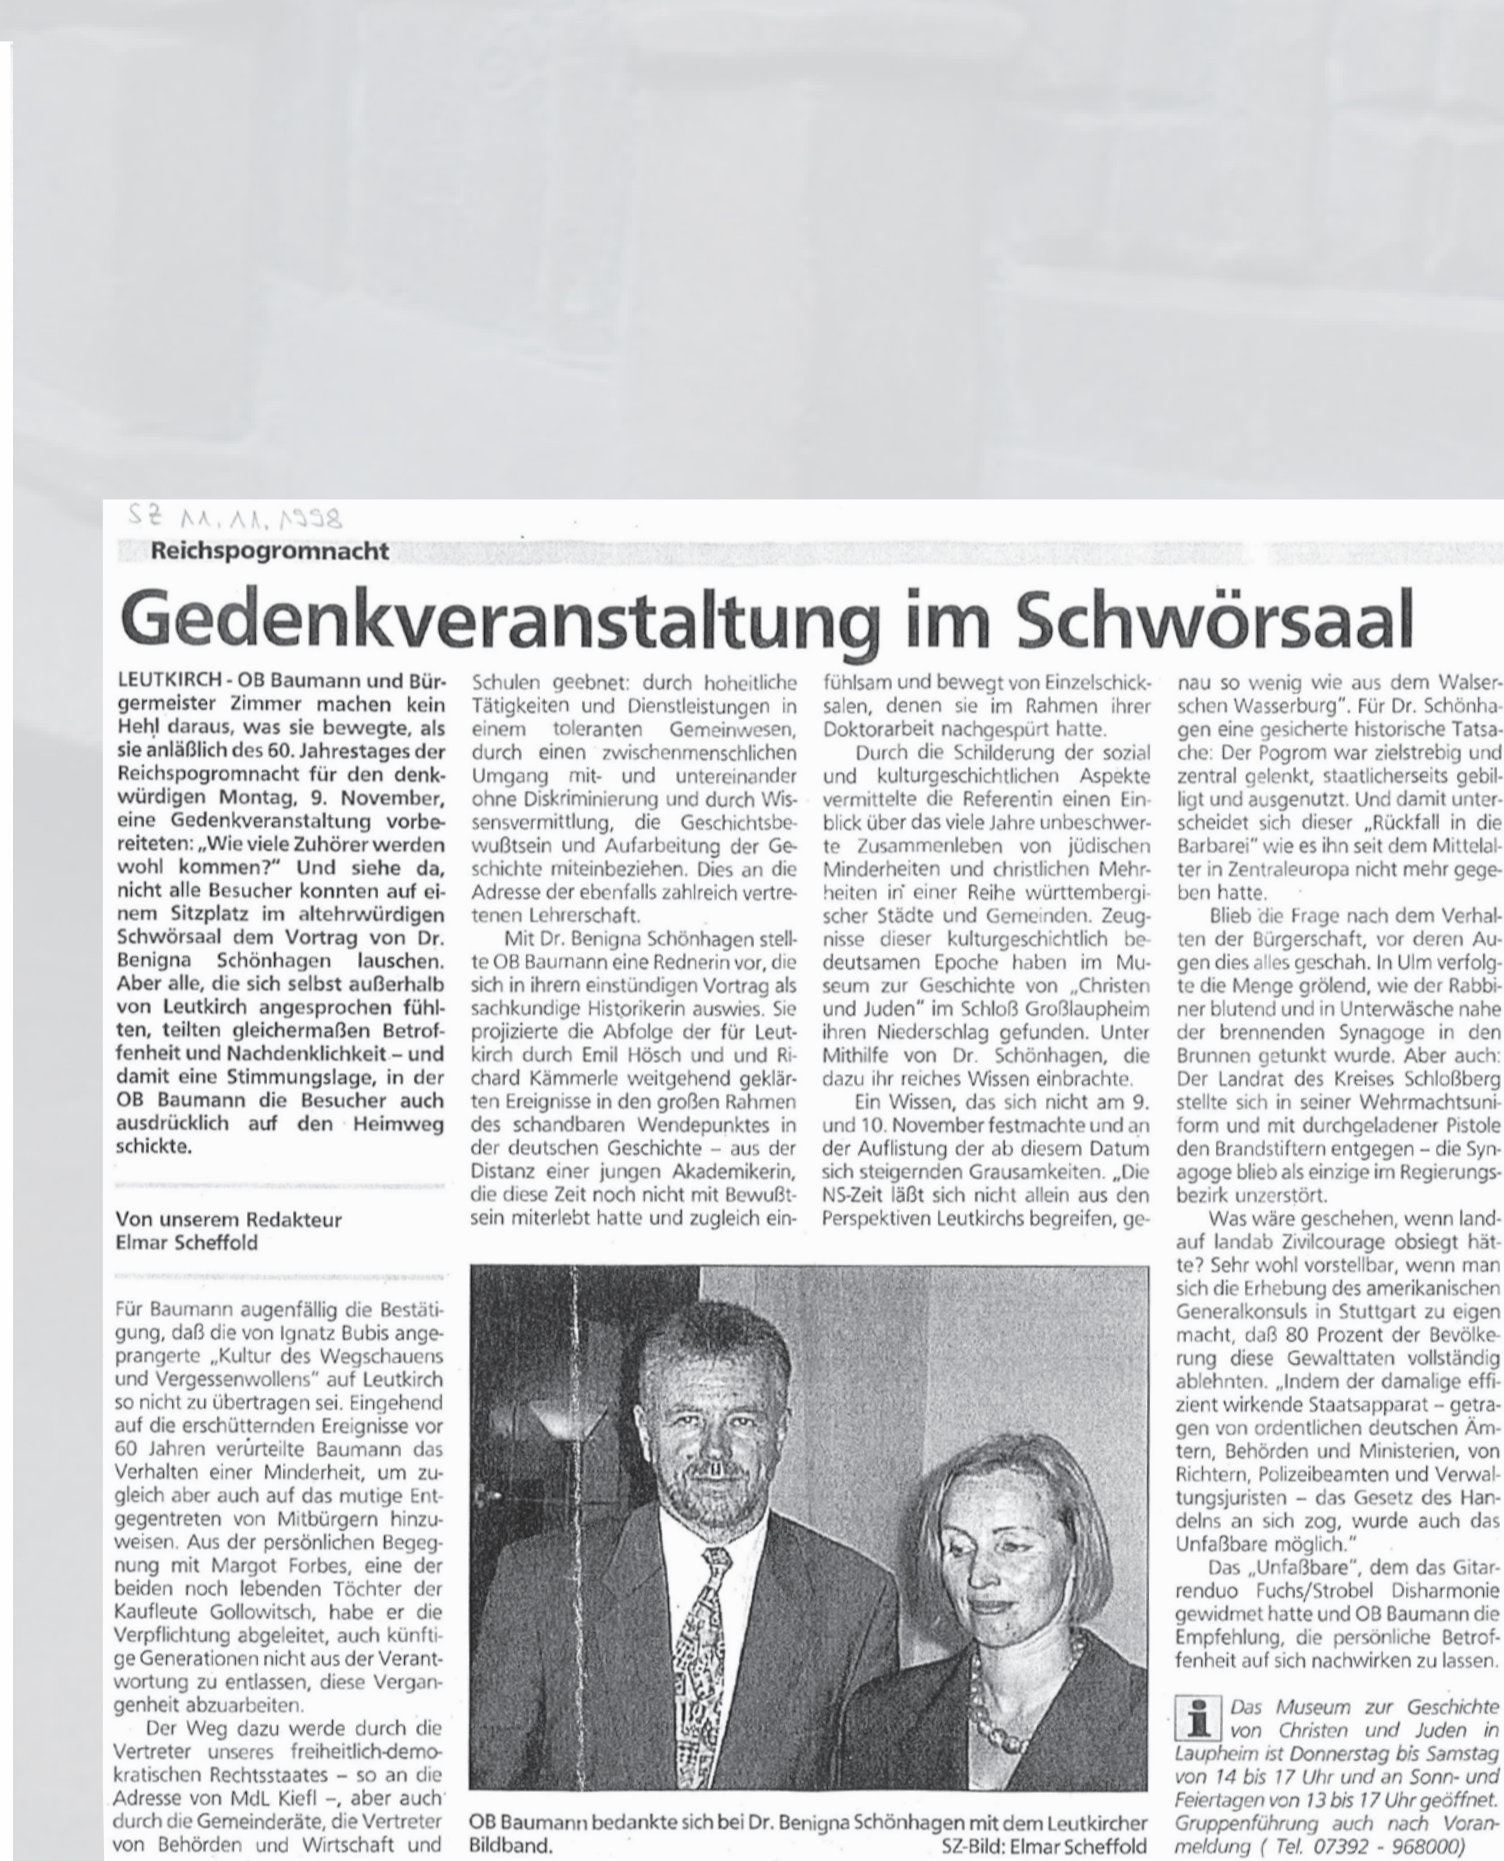 SZ 11.11.1998
Reichspogromnacht
Gedenkveranstaltung im Schwörsaal
LEUTKIRCH - OB Baumann und Bür-
germeister Zimmer machen kein
Hehl daraus, was sie bewegte, als
sie anläßlich des 60. Jahrestages der
Reichspogromnacht für den denk-
würdigen Montag, 9. November,
eine Gedenkveranstaltung vorbe-
reiteten: „Wie viele Zuhörer werden
wohl kommen?" Und siehe da,
nicht alle Besucher konnten auf ei-
nem Sitzplatz im altehrwürdigen
Schwörsaal dem Vortrag von Dr.
Benigna Schönhagen lauschen.
Aber alle, die sich selbst außerhalb
von Leutkirch angesprochen fühl-
ten, teilten gleichermaßen Betrof-
fenheit und Nachdenklichkeit – und
damit eine Stimmungslage, in der
OB Baumann die Besucher auch
ausdrücklich auf den Heimweg
schickte.
Von unserem Redakteur
Elmar Scheffold
Für Baumann augenfällig die Bestäti-
gung, daß die von Ignatz Bubis ange-
prangerte „Kultur des Wegschauens
und Vergessenwollens" auf Leutkirch
so nicht zu übertragen sei. Eingehend
auf die erschütternden Ereignisse vor
60 Jahren verurteilte Baumann das
Verhalten einer Minderheit, um zu-
gleich aber auch auf das mutige Ent-
gegentreten von Mitbürgern hinzu-
weisen. Aus der persönlichen Begeg-
nung mit Margot Forbes, eine der
beiden noch lebenden Töchter der
Kaufleute Gollowitsch, habe er die
Verpflichtung abgeleitet, auch künfti-
ge Generationen nicht aus der Verant-
wortung zu entlassen, diese Vergan-
genheit abzuarbeiten.
Der Weg dazu werde durch die
Vertreter unseres freiheitlich-demo-
kratischen Rechtsstaates – so an die
Adresse von MdL Kiefl –, aber auch
durch die Gemeinderäte, die Vertreter
von Behörden und Wirtschaft und
Schulen geebnet: durch hoheitliche
Tätigkeiten und Dienstleistungen in
einem toleranten Gemeinwesen,
durch einen zwischenmenschlichen
Umgang mit- und untereinander
ohne Diskriminierung und durch Wis-
sensvermittlung, die Geschichtsbe-
wußtsein und Aufarbeitung der Ge-
schichte miteinbeziehen. Dies an die
Adresse der ebenfalls zahlreich vertre-
tenen Lehrerschaft.
Mit Dr. Benigna Schönhagen stell-
te OB Baumann eine Rednerin vor, die
sich in ihrem einstündigen Vortrag als
sachkundige Historikerin auswies. Sie
projizierte die Abfolge der für Leut-
kirch durch Emil Hösch und und Ri-
chard Kämmerle weitgehend geklär-
ten Ereignisse in den großen Rahmen
des schandbaren Wendepunktes in
der deutschen Geschichte – aus der
Distanz einer jungen Akademikerin,
die diese Zeit noch nicht mit Bewußt-
sein miterlebt hatte und zugleich ein-
fühlsam und bewegt von Einzelschick-
salen, denen sie im Rahmen ihrer
Doktorarbeit nachgespürt hatte.
Durch die Schilderung der sozial
und kulturgeschichtlichen Aspekte
vermittelte die Referentin einen Ein-
blick über das viele Jahre unbeschwer-
te Zusammenleben von jüdischen
Minderheiten und christlichen Mehr-
heiten in einer Reihe württembergi-
scher Städte und Gemeinden. Zeug-
nisse dieser kulturgeschichtlich be-
deutsamen Epoche haben im Mu-
seum zur Geschichte von „Christen
und Juden" im Schloß Großlaupheim
ihren Niederschlag gefunden. Unter
Mithilfe von Dr. Schönhagen, die
dazu ihr reiches Wissen einbrachte.
Ein Wissen, das sich nicht am 9.
und 10. November festmachte und an
der Auflistung der ab diesem Datum
sich steigernden Grausamkeiten. „Die
NS-Zeit läßt sich nicht allein aus den
Perspektiven Leutkirchs begreifen, ge-
nau so wenig wie aus dem Walser-
schen Wasserburg". Für Dr. Schönha-
gen eine gesicherte historische Tatsa-
che: Der Pogrom war zielstrebig und
zentral gelenkt, staatlicherseits gebil-
ligt und ausgenutzt. Und damit unter-
scheidet sich dieser „Rückfall in die
Barbarei" wie es ihn seit dem Mittelal-
ter in Zentraleuropa nicht mehr gege-
ben hatte.
Blieb die Frage nach dem Verhal-
ten der Bürgerschaft, vor deren Au-
gen dies alles geschah. In Ulm verfolg-
te die Menge grölend, wie der Rabbi-
ner blutend und in Unterwäsche nahe
der brennenden Synagoge in den
Brunnen getunkt wurde. Aber auch:
Der Landrat des Kreises Schloßberg
stellte sich in seiner Wehrmachtsuni-
form und mit durchgeladener Pistole
den Brandstiftern entgegen – die Syn-
agoge blieb als einzige im Regierungs-
bezirk unzerstört.
Was wäre geschehen, wenn land-
auf landab Zivilcourage obsiegt hät-
te? Sehr wohl vorstellbar, wenn man
sich die Erhebung des amerikanischen
Generalkonsuls in Stuttgart zu eigen
macht, daß 80 Prozent der Bevölke-
rung diese Gewalttaten vollständig
ablehnten. „Indem der damalige effi-
zient wirkende Staatsapparat – getra-
gen von ordentlichen deutschen Äm-
tern, Behörden und Ministerien, von
Richtern, Polizeibeamten und Verwal-
tungsjuristen – das Gesetz des Han-
delns an sich zog, wurde auch das
Unfaßbare möglich."
Das „Unfaßbare", dem das Gitar-
renduo Fuchs/Strobel Disharmonie
gewidmet hatte und OB Baumann die
Empfehlung, die persönliche Betrof-
fenheit auf sich nachwirken zu lassen.
i Das Museum zur Geschichte
von Christen und Juden in
Laupheim ist Donnerstag bis Samstag
von 14 bis 17 Uhr und an Sonn- und
Feiertagen von 13 bis 17 Uhr geöffnet.
Gruppenführung auch nach Voran-
meldung ( Tel. 07392 - 968000)
OB Baumann bedankte sich bei Dr. Benigna Schönhagen mit dem Leutkircher
Bildband. SZ-Bild: Elmar Scheffold